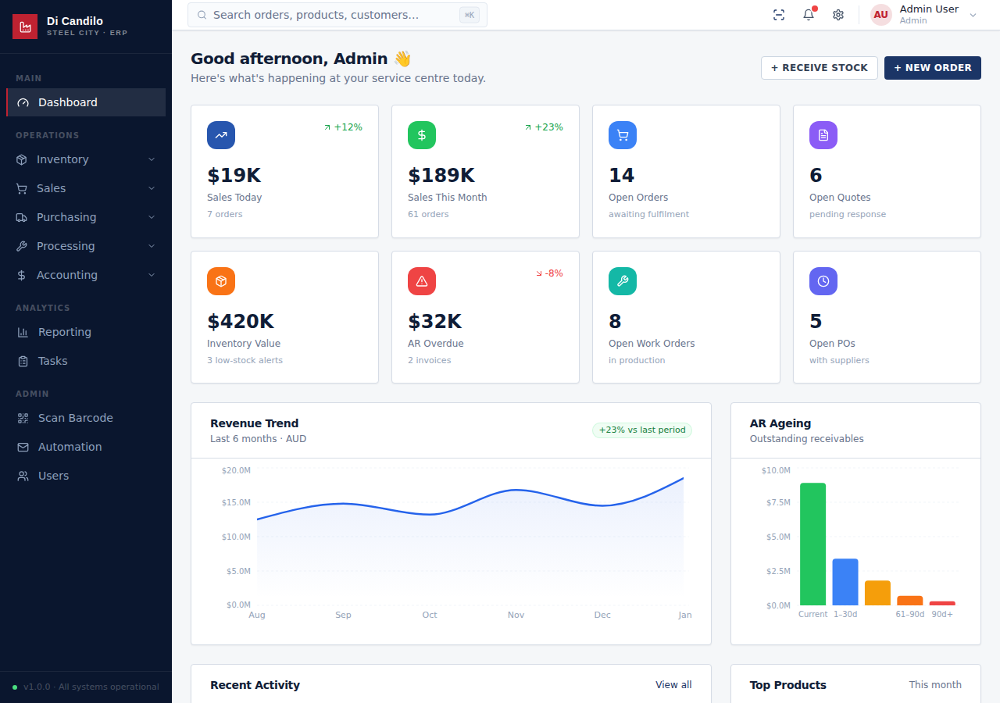 Di Candilo
STEEL CITY · ERP
Search orders, products, customers…
⌘K
AU
Admin User
Admin
MAIN
Dashboard
OPERATIONS
Inventory
Sales
Purchasing
Processing
Accounting
ANALYTICS
Reporting
Tasks
ADMIN
Scan Barcode
Automation
Users
v1.0.0 · All systems operational
Good afternoon, Admin 👋
Here's what's happening at your service centre today.
+ RECEIVE STOCK
+ NEW ORDER
+12%
$19K
Sales Today
7 orders
+23%
$189K
Sales This Month
61 orders
14
Open Orders
awaiting fulfilment
6
Open Quotes
pending response
$420K
Inventory Value
3 low-stock alerts
-8%
$32K
AR Overdue
2 invoices
8
Open Work Orders
in production
5
Open POs
with suppliers
Revenue Trend
Last 6 months · AUD
+23% vs last period
$20.0M
$15.0M
$10.0M
$5.0M
$0.0M
Aug Sep Oct Nov Dec Jan
AR Ageing
Outstanding receivables
$10.0M
$7.5M
$5.0M
$2.5M
$0.0M
Current 1–30d 61–90d 90d+
Recent Activity
View all
Top Products
This month